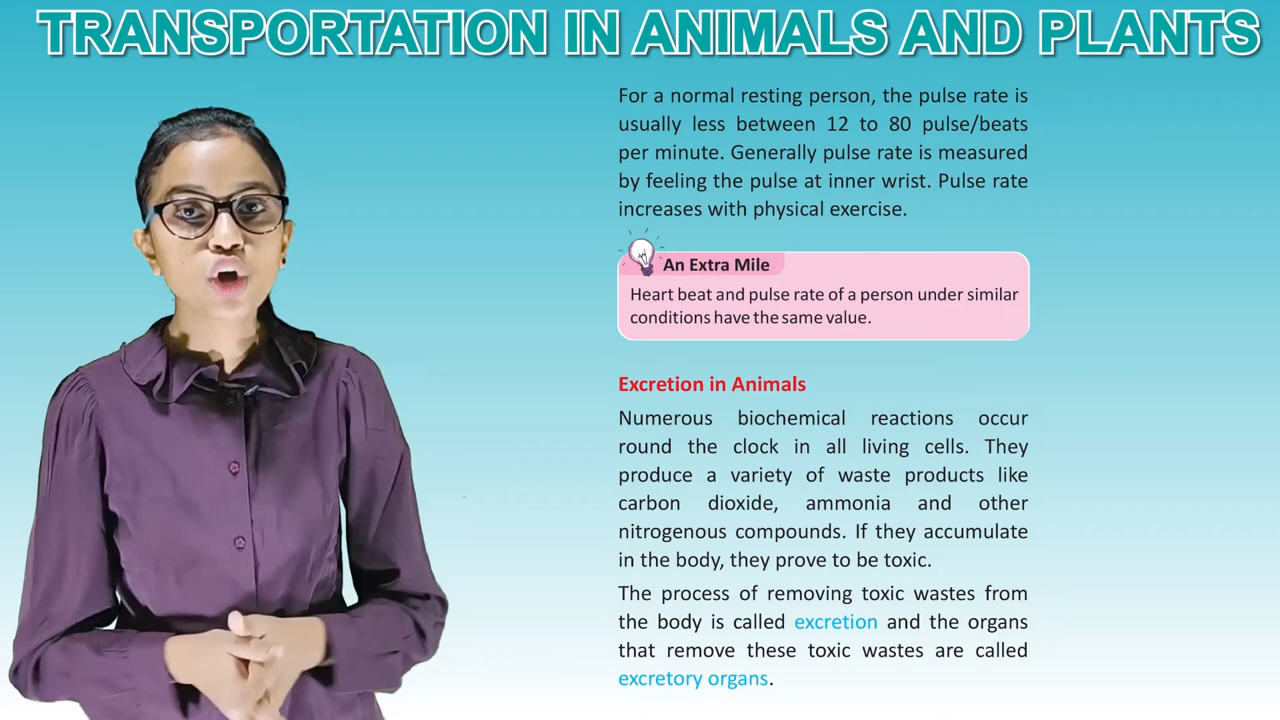 TRANSPORTATION IN ANIMALS AND PLANTS
For a normal resting person, the pulse rate is
usually less between 12 to 80 pulse/beats
per minute. Generally pulse rate is measured
by feeling the pulse at inner wrist. Pulse rate
increases with physical exercise.
An Extra Mile
Heart beat and pulse rate of a person under similar
conditions have the same value.
Excretion in Animals
Numerous biochemical reactions occur
round the clock in all living cells. They
produce a variety of waste products like
carbon dioxide, ammonia and other
nitrogenous compounds. If they accumulate
in the body, they prove to be toxic.
The process of removing toxic wastes from
the body is called excretion and the organs
that remove these toxic wastes are called
excretory organs.